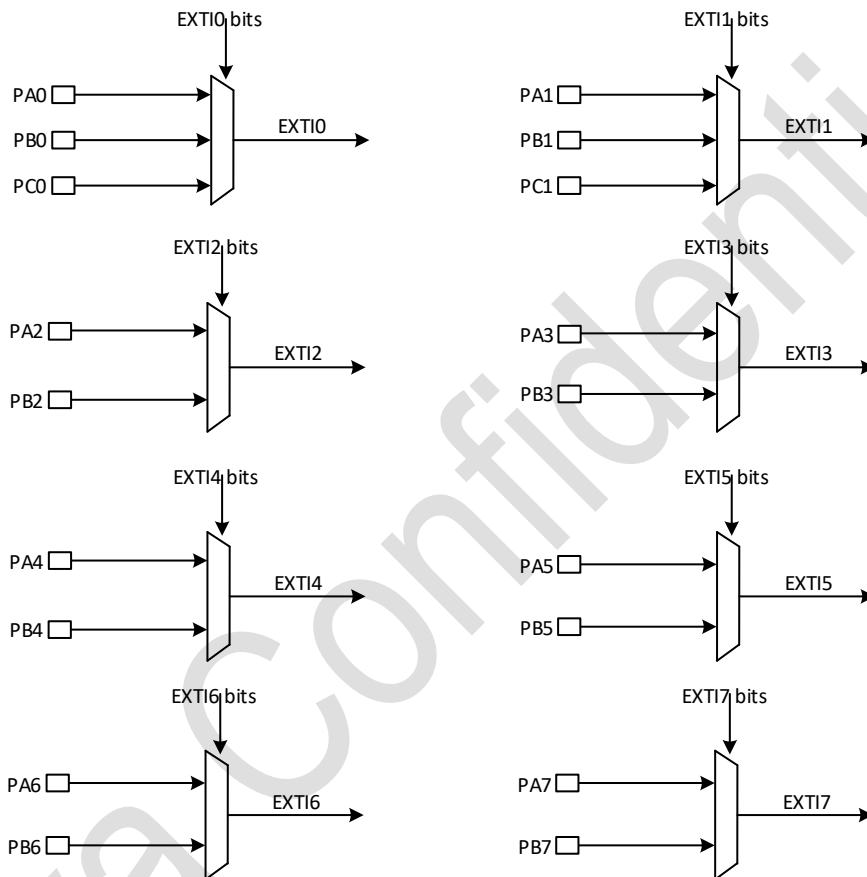 EXTI0 bits
PA0
PB0
EXTI0
PC0
EXTI1 bits
PA1
PB1
EXTI1
PC1
EXTI2 bits
PA2
EXTI2
PB2
EXTI3 bits
PA3
EXTI3
PB3
EXTI4 bits
PA4
EXTI4
PB4
EXTI5 bits
PA5
EXTI5
PB5
EXTI6 bits
PA6
EXTI6
PB6
EXTI7 bits
PA7
EXTI7
PB7
ra Confidenti